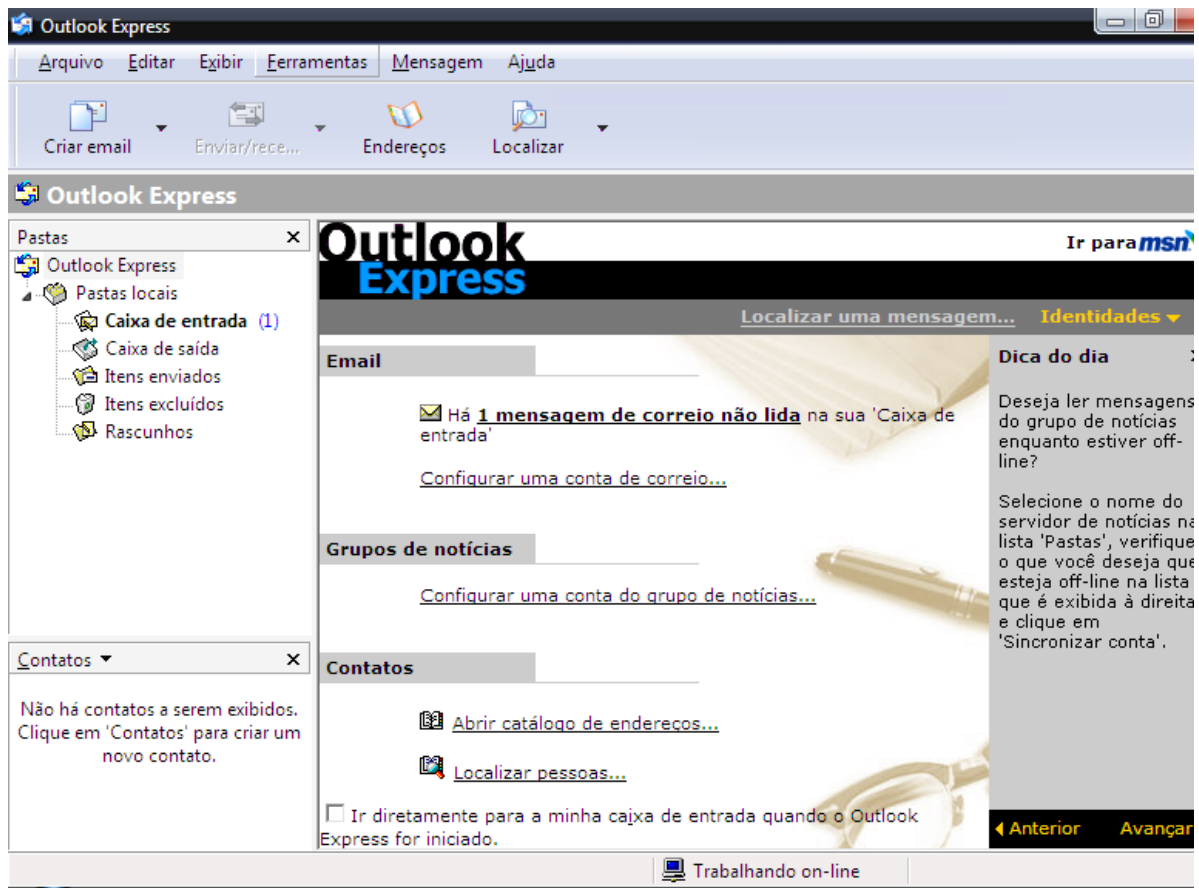 Outlook Express
Arquivo Editar Exibir Ferramentas Mensagem Ajuda
Criar email Enviar/rece... Endereços Localizar
Outlook Express
Pastas
Outlook Express
Pastas locais
Caixa de entrada (1)
Caixa de saída
Itens enviados
Itens excluídos
Rascunhos
Contatos
Não há contatos a serem exibidos.
Clique em 'Contatos' para criar um
novo contato.
Outlook
Express
Ir para msn
Localizar uma mensagem... Identidades
Email
Há 1 mensagem de correio não lida na sua 'Caixa de
entrada'
Configurar uma conta de correio...
Grupos de notícias
Configurar uma conta do grupo de notícias...
Contatos
Abrir catálogo de endereços...
Localizar pessoas...
Ir diretamente para a minha caixa de entrada quando o Outlook
Express for iniciado.
Dica do dia
Deseja ler mensagens
do grupo de notícias
enquanto estiver off-
line?
Selecione o nome do
servidor de notícias na
lista 'Pastas', verifique
o que você deseja que
esteja off-line na lista
que é exibida à direita
e clique em
'Sincronizar conta'.
Anterior Avançar
Trabalhando on-line